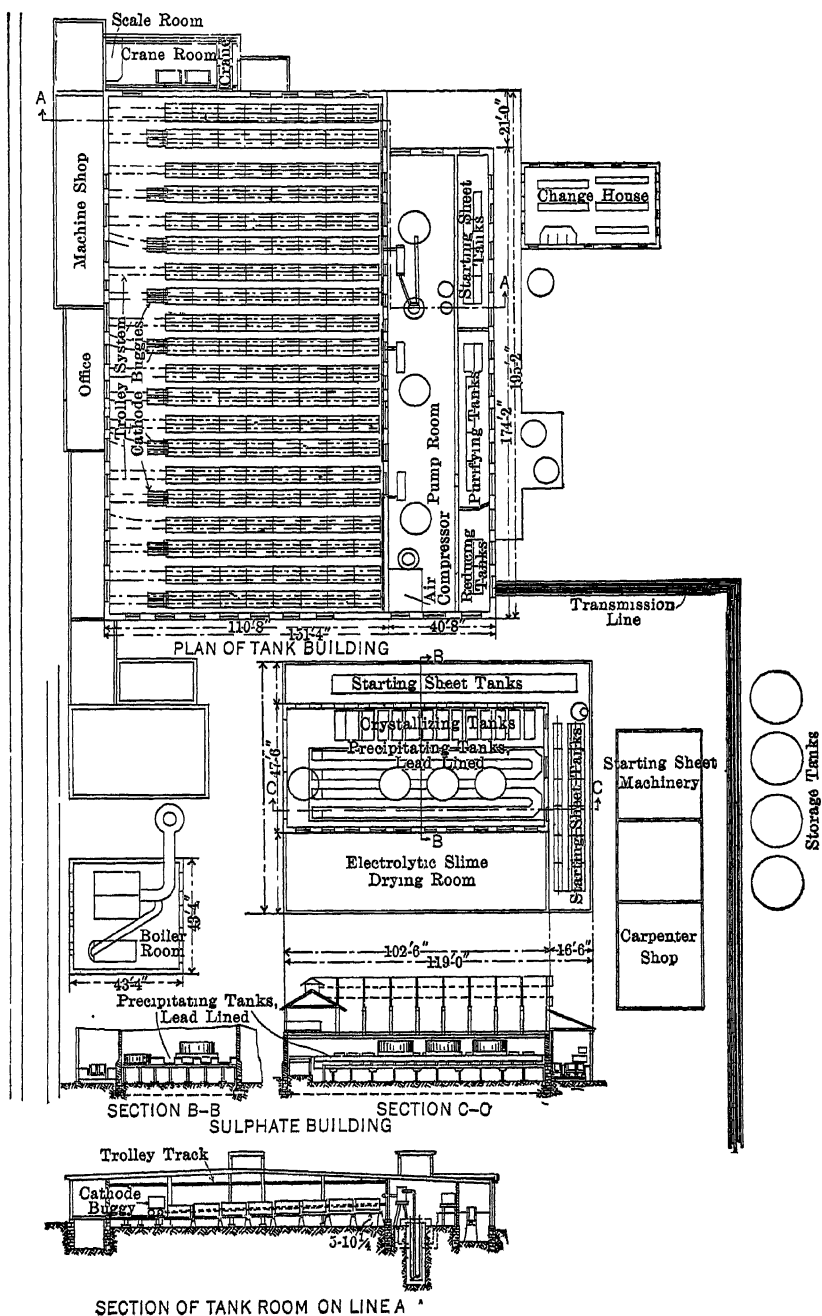 Scale Room
Crane Room
Crane
A
Machine Shop
21'-0"
Change House
Starting Sheet
Tanks
A
Trolley System
Cathode Buggies
Office
195-2"
174'-2"
Pump Room
Purifying Tanks
Air
Compressor
Reducing
Tanks
Transmission
Line
110'-8"
151'-4"
40'-8"
PLAN OF TANK BUILDING
B
Starting Sheet Tanks
Crystallizing Tanks
Precipitating Tanks,
Lead Lined
47'-6"
C
C
Starting Sheet Tanks
Starting Sheet
Machinery
Storage Tanks
B
Electrolytic Slime
Drying Room
Carpenter
Shop
Boiler
Room
43'-4"
43'-4"
102'-6"
16'-6"
119'-0"
Precipitating Tanks,
Lead Lined
SECTION B-B
SECTION C-C
SULPHATE BUILDING
Trolley Track
Cathode
Buggy
5-10¼
SECTION OF TANK ROOM ON LINE A